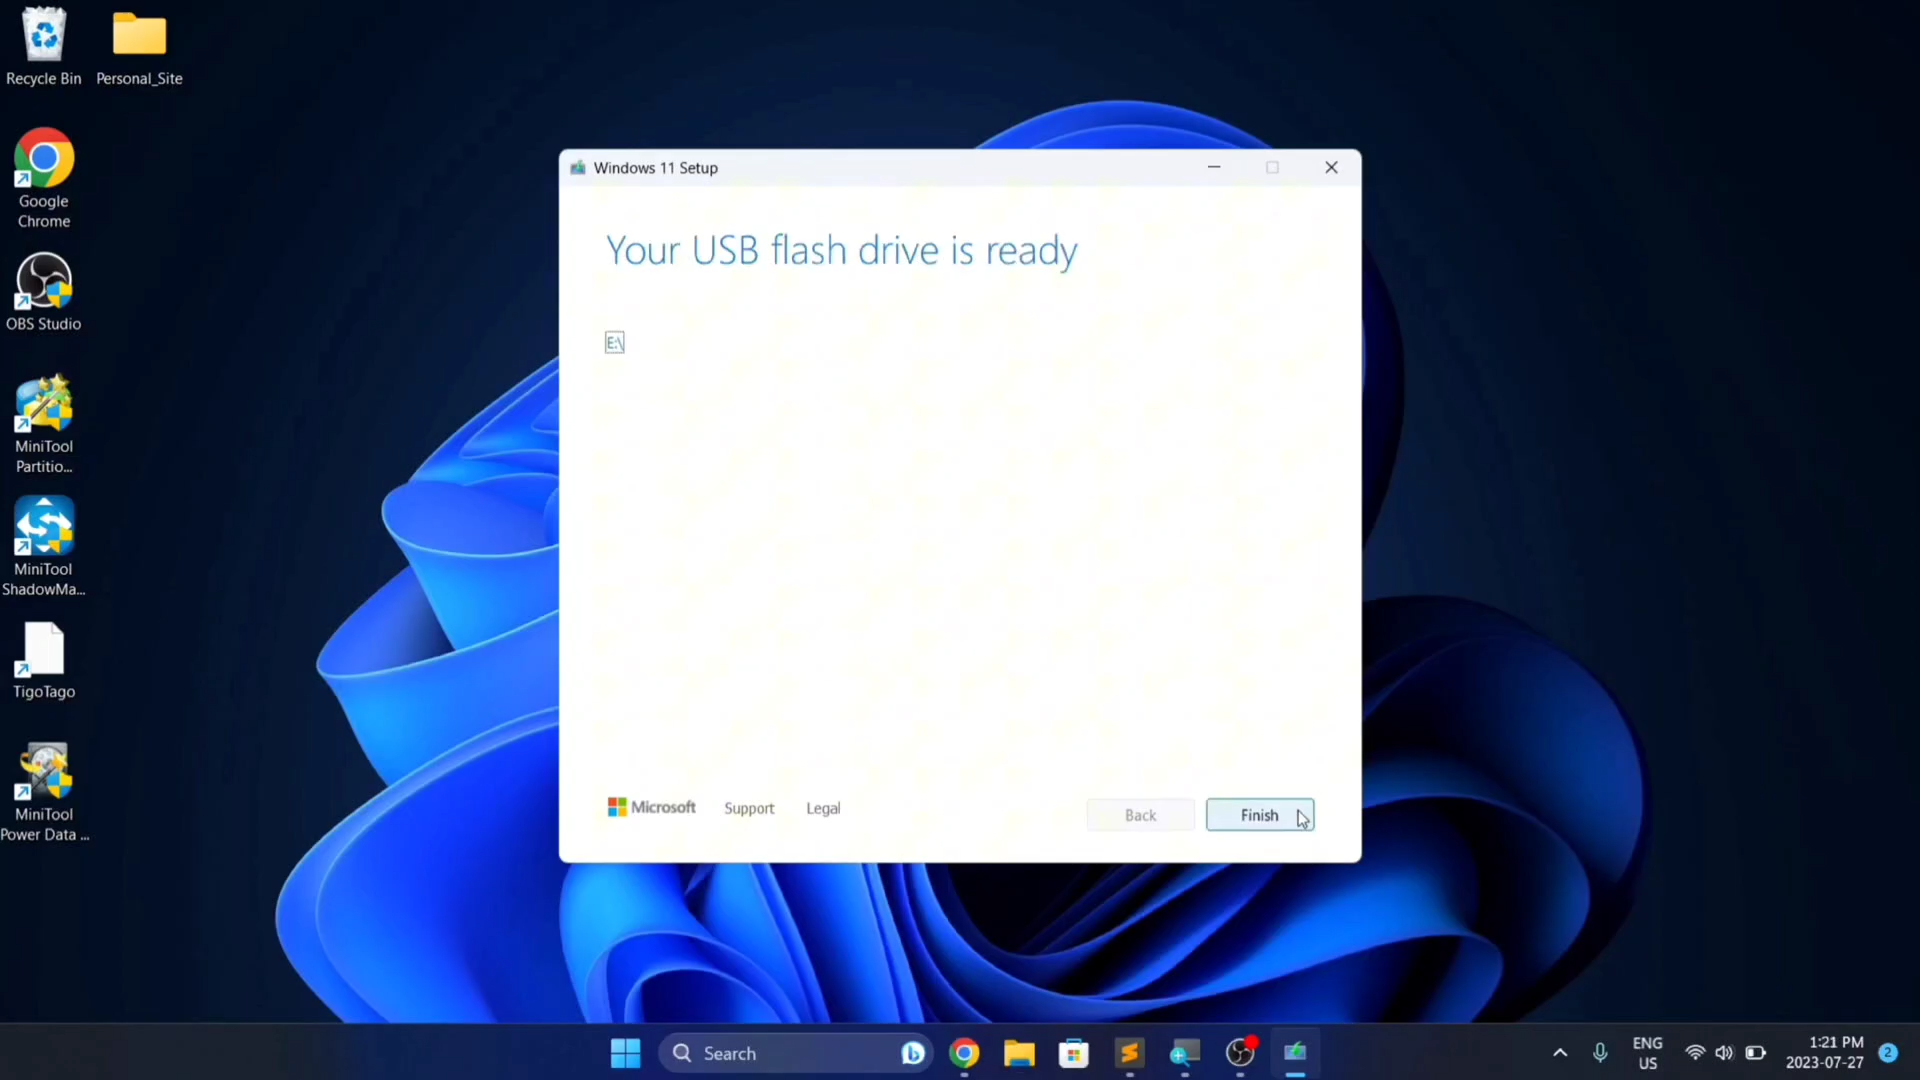 Recycle Bin
Personal_Site
Google
Chrome
OBS Studio
MiniTool
Partitio...
MiniTool
ShadowMa...
TigoTago
MiniTool
Power Data ...
Windows 11 Setup
Your USB flash drive is ready
E:\
Microsoft
Support
Legal
Back
Finish
Search
ENG
US
1:21 PM
2023-07-27
2